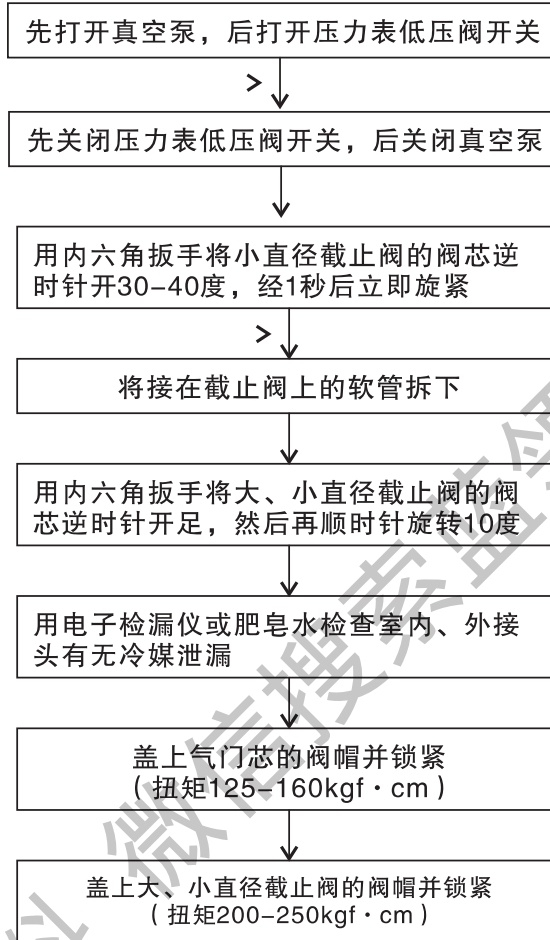 先打开真空泵，后打开压力表低压阀开关
>
先关闭压力表低压阀开关，后关闭真空泵
用内六角扳手将小直径截止阀的阀芯逆
时针开30-40度，经1秒后立即旋紧
>
将接在截止阀上的软管拆下
用内六角扳手将大、小直径截止阀的阀
芯逆时针开足，然后再顺时针旋转10度
用电子检漏仪或肥皂水检查室内、外接
头有无冷媒泄漏
盖上气门芯的阀帽并锁紧
（扭矩125-160kgf·cm）
盖上大、小直径截止阀的阀帽并锁紧
（扭矩200-250kgf·cm）
微信搜索蓝领